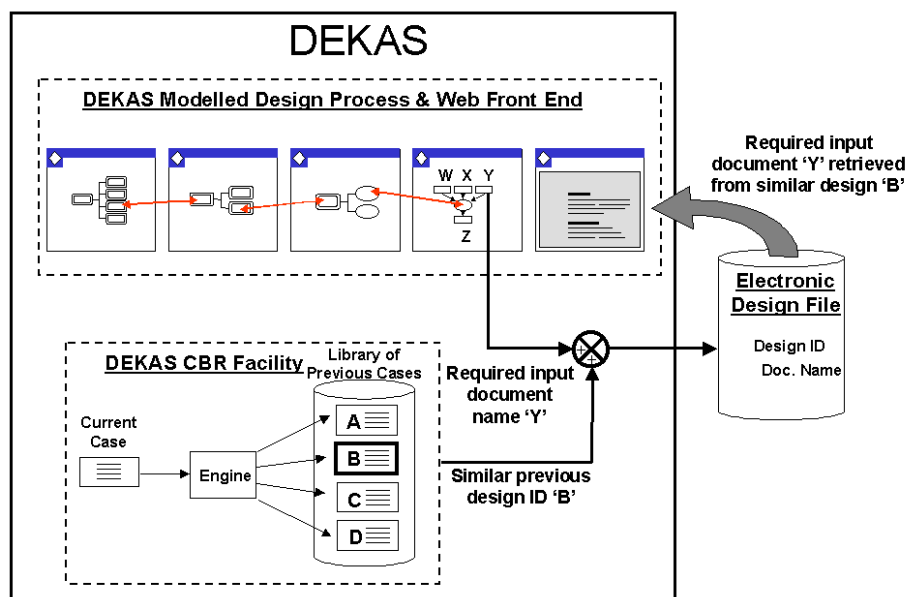 DEKAS
DEKAS Modelled Design Process & Web Front End
W X Y
Z
Required input
document ‘Y’ retrieved
from similar design ‘B’
Electronic
Design File
Design ID
Doc. Name
DEKAS CBR Facility
Library of
Previous Cases
Current
Case
Engine
A
B
C
D
+
+
Required input
document
name ‘Y’
Similar previous
design ID ‘B’